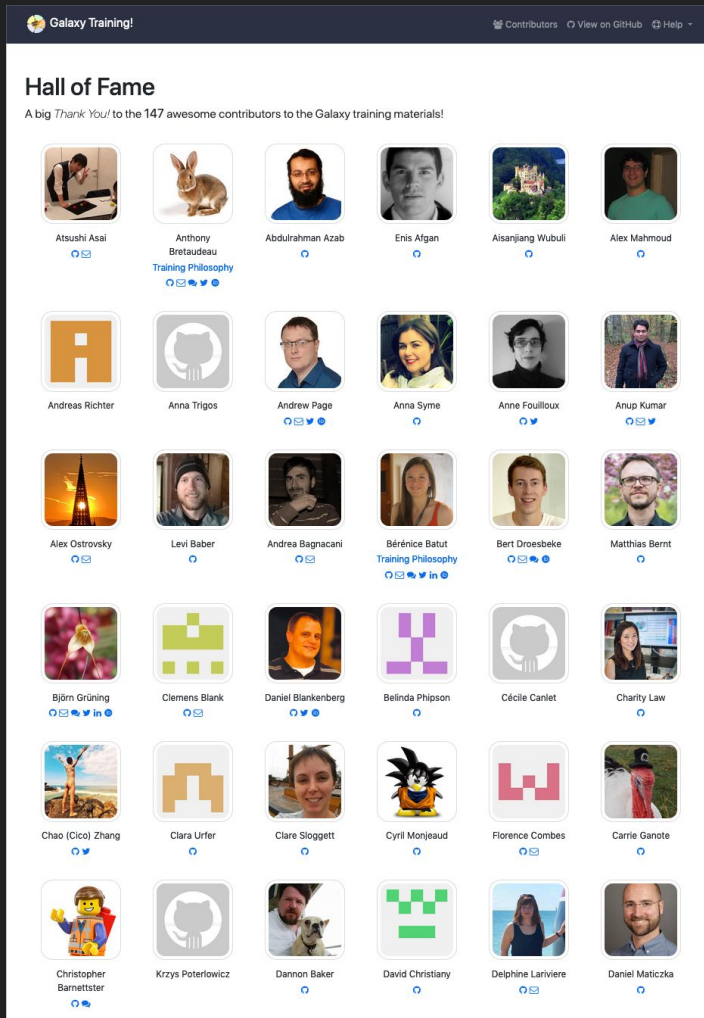 Galaxy Training!
Contributors View on GitHub Help
Hall of Fame
A big Thank You! to the 147 awesome contributors to the Galaxy training materials!
Atsushi Asai
Anthony
Bretaudeau
Training Philosophy
Abdulrahman Azab
Enis Afgan
Aisanjiang Wubuli
Alex Mahmoud
Andreas Richter
Anna Trigos
Andrew Page
Anna Syme
Anne Fouilloux
Anup Kumar
Alex Ostrovsky
Levi Baber
Andrea Bagnacani
Bérénice Batut
Training Philosophy
Bert Droesbeke
Matthias Bernt
Björn Grüning
Clemens Blank
Daniel Blankenberg
Belinda Phipson
Cécile Canlet
Charity Law
Chao (Cico) Zhang
Clara Urfer
Clare Sloggett
Cyril Monjeaud
Florence Combes
Carrie Ganote
Christopher
Barnettster
Krzys Poterlowicz
Dannon Baker
David Christiany
Delphine Lariviere
Daniel Maticzka